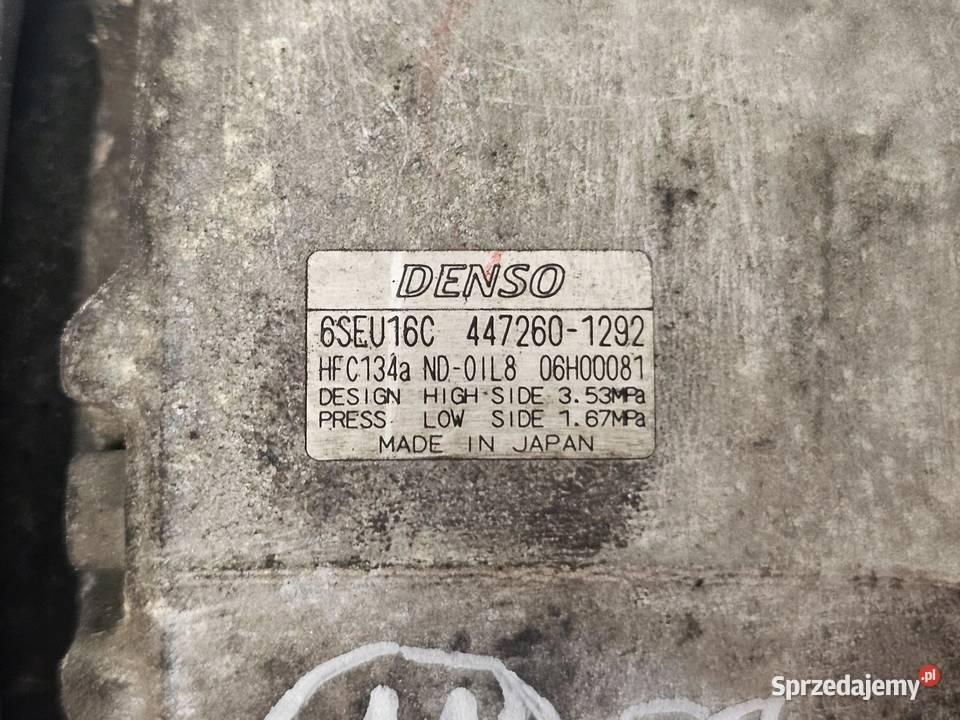 DENSO
6SEU16C 447260-1292
HFC134a ND-OIL8 06H00081
DESIGN HIGH SIDE 3.53MPa
PRESS LOW SIDE 1.67MPa
MADE IN JAPAN
Sprzedajemy.pl